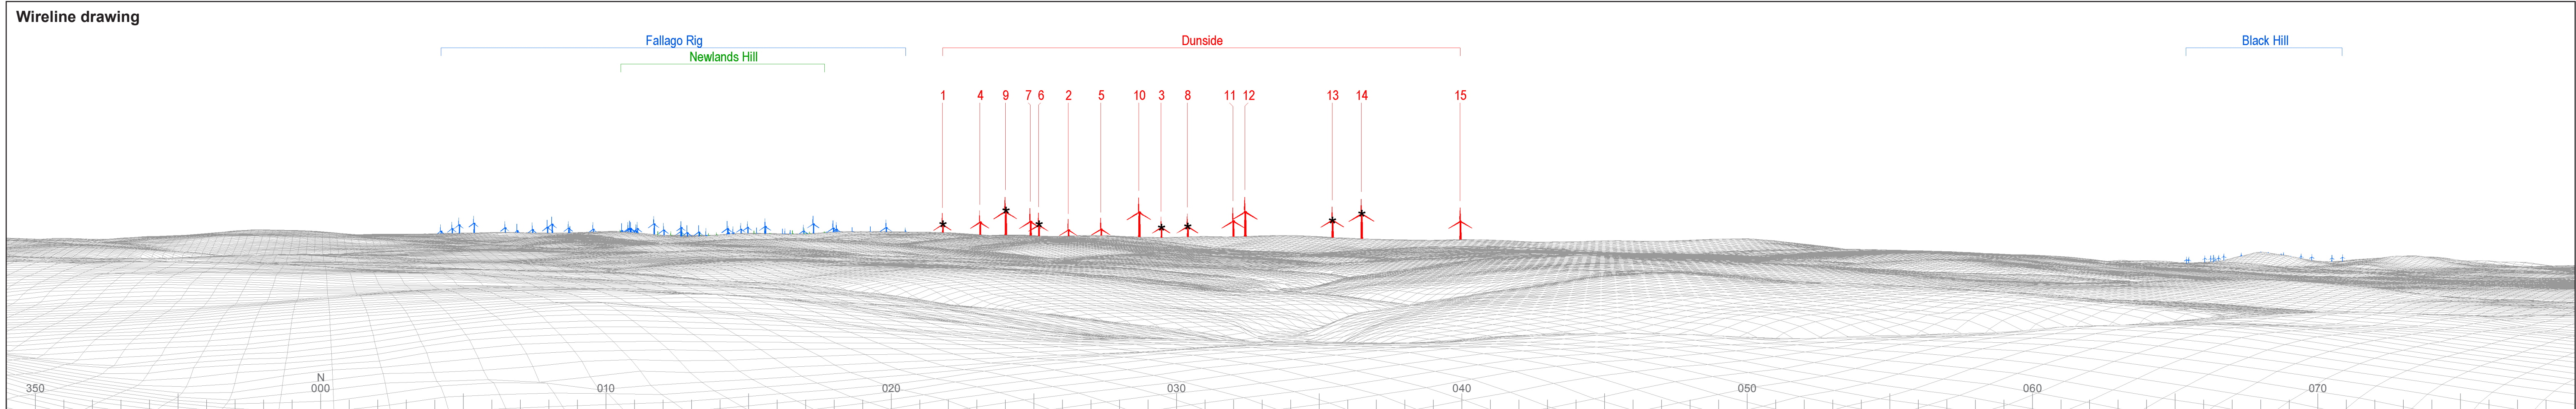 Wireline drawing
Fallago Rig Dunside Black Hill
Newlands Hill
1 4 9 7 6 2 5 10 3 8 11 12 13 14 15
N
350 000 010 020 030 040 050 060 070